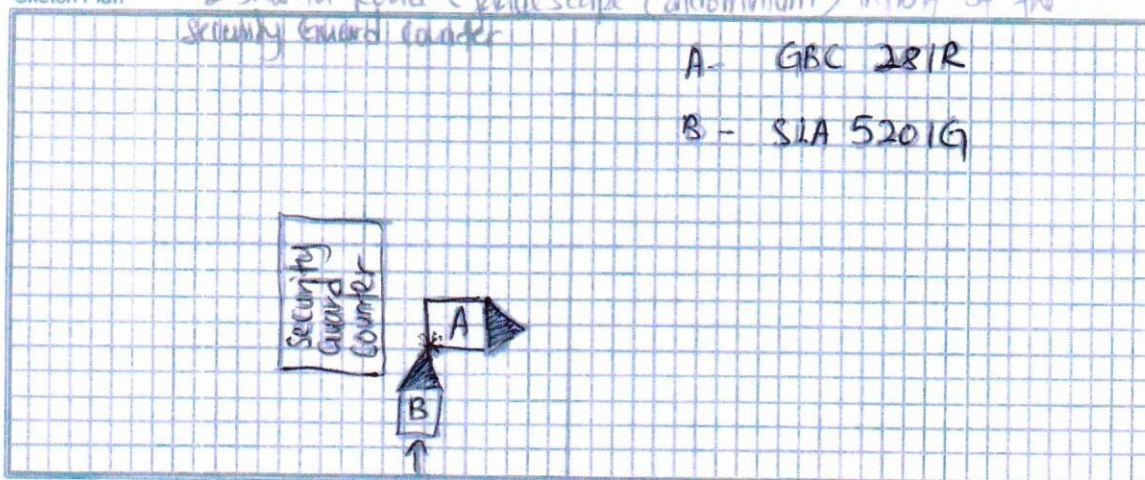 Security Guard Counter
A - GBC 281R
B - SLA 5201G
Security
Guard
Counter
A
B